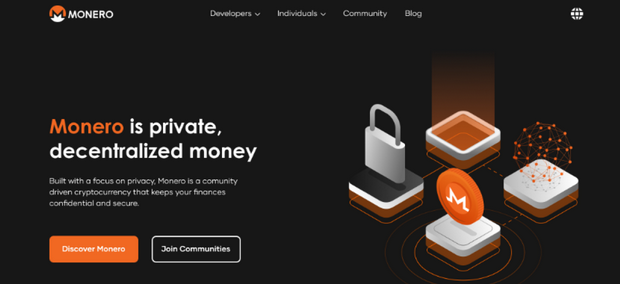 MONERO
Developers
Individuals
Community
Blog
Monero is private,
decentralized money
Built with a focus on privacy, Monero is a comunity
driven cryptocurrency that keeps your finances
confidential and secure.
Discover Monero
Join Communities